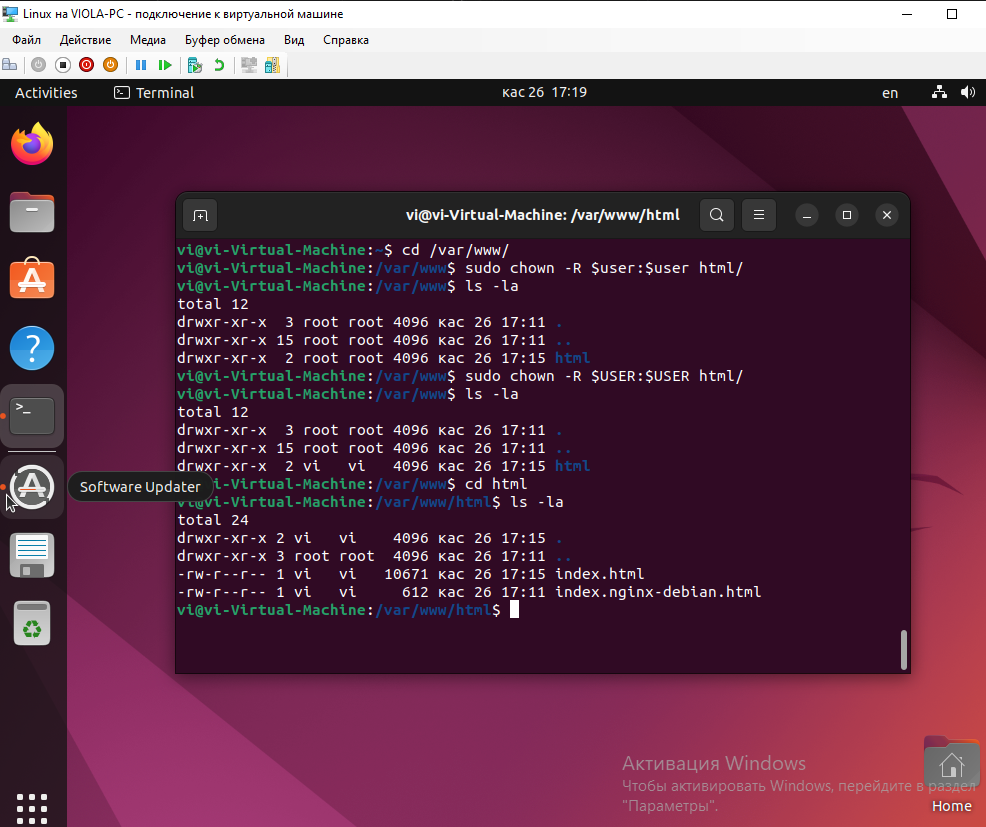 Linux на VIOLA-PC - подключение к виртуальной машине
Файл Действие Медиа Буфер обмена Вид Справка
Activities Terminal кас 26 17:19 en
vi@vi-Virtual-Machine: /var/www/html
vi@vi-Virtual-Machine:~$ cd /var/www/
vi@vi-Virtual-Machine:/var/www$ sudo chown -R $user:$user html/
vi@vi-Virtual-Machine:/var/www$ ls -la
total 12
drwxr-xr-x  3 root root 4096 кас 26 17:11 .
drwxr-xr-x 15 root root 4096 кас 26 17:11 ..
drwxr-xr-x  2 root root 4096 кас 26 17:15 html
vi@vi-Virtual-Machine:/var/www$ sudo chown -R $USER:$USER html/
vi@vi-Virtual-Machine:/var/www$ ls -la
total 12
drwxr-xr-x  3 root root 4096 кас 26 17:11 .
drwxr-xr-x 15 root root 4096 кас 26 17:11 ..
drwxr-xr-x  2 vi   vi   4096 кас 26 17:15 html
vi@vi-Virtual-Machine:/var/www$ cd html
Software Updater
vi@vi-Virtual-Machine:/var/www/html$ ls -la
total 24
drwxr-xr-x 2 vi   vi    4096 кас 26 17:15 .
drwxr-xr-x 3 root root  4096 кас 26 17:11 ..
-rw-r--r-- 1 vi   vi   10671 кас 26 17:15 index.html
-rw-r--r-- 1 vi   vi     612 кас 26 17:11 index.nginx-debian.html
vi@vi-Virtual-Machine:/var/www/html$
Активация Windows
Чтобы активировать Windows, перейдите в раздел
"Параметры".
Home